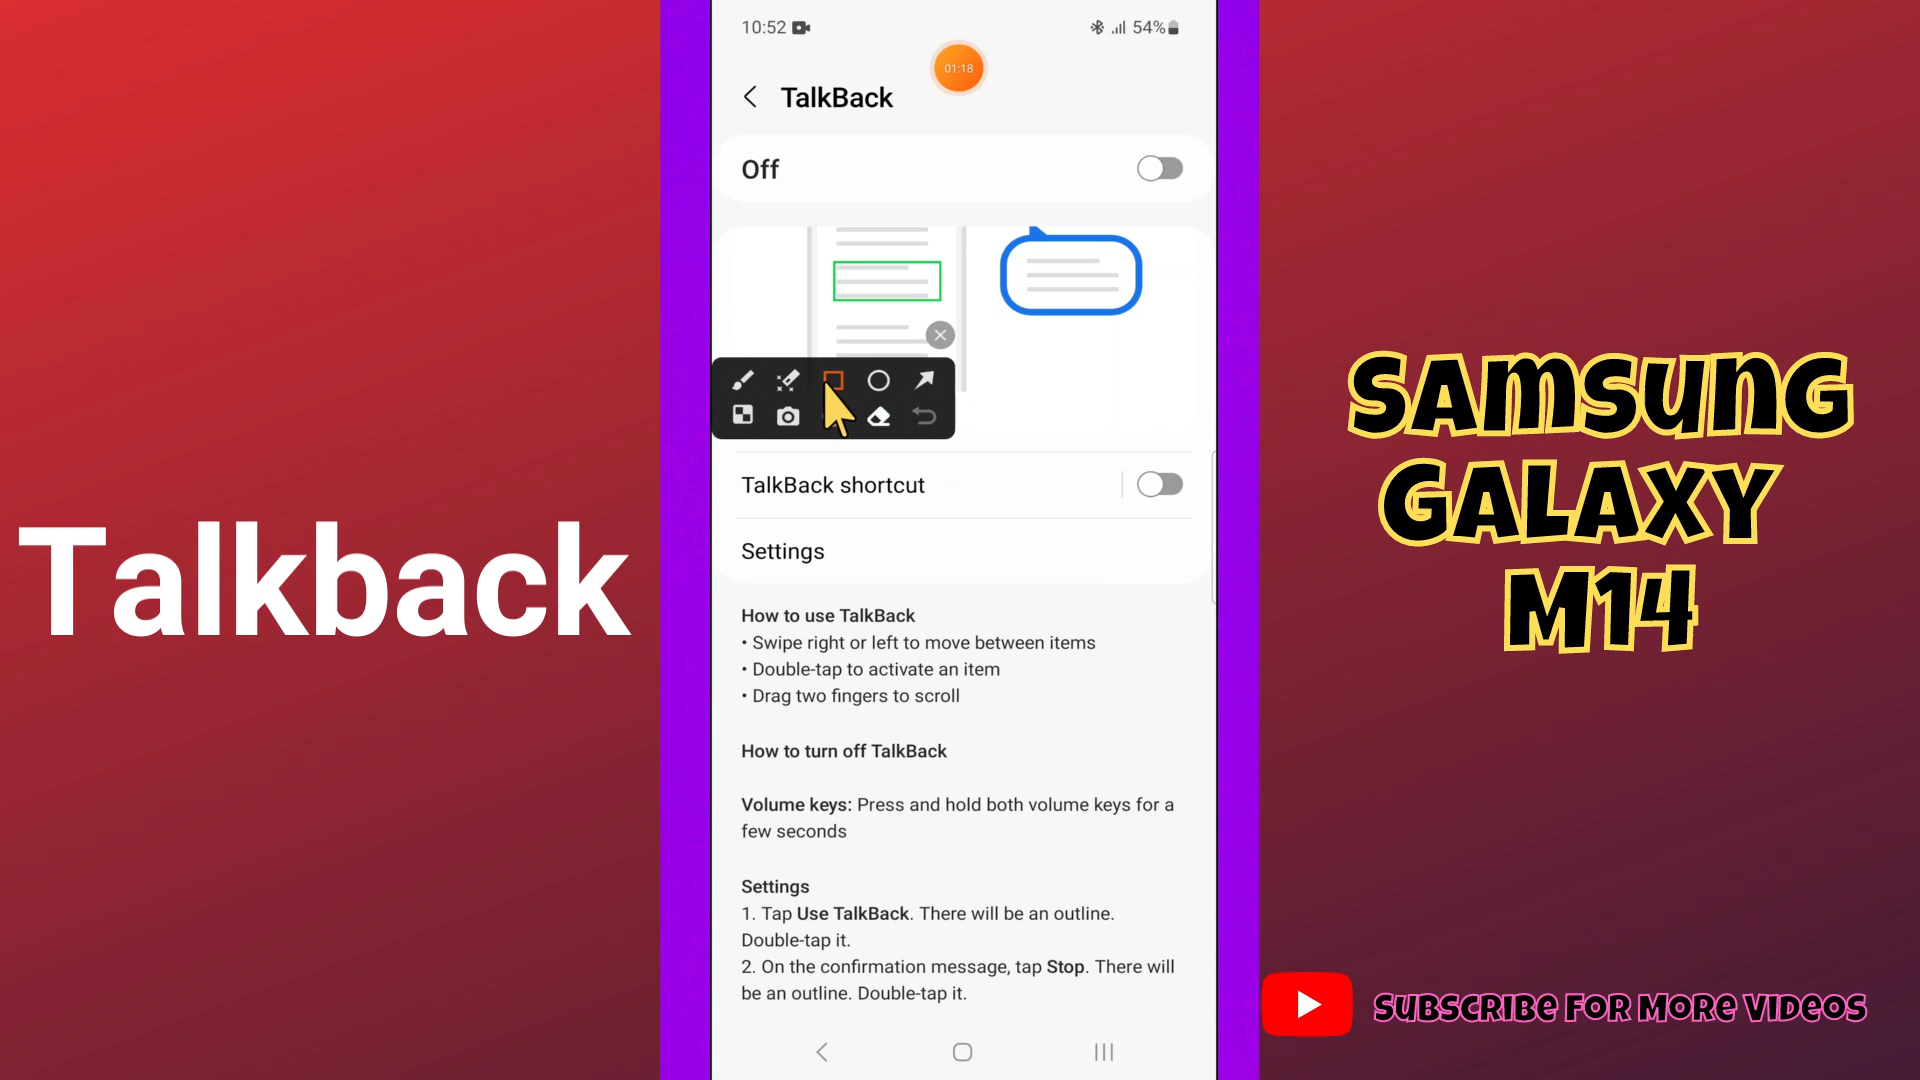 Talkback
10:52
54%
01:18
TalkBack
Off
TalkBack shortcut
Settings
How to use TalkBack
• Swipe right or left to move between items
• Double-tap to activate an item
• Drag two fingers to scroll
How to turn off TalkBack
Volume keys: Press and hold both volume keys for a
few seconds
Settings
1. Tap Use TalkBack. There will be an outline.
Double-tap it.
2. On the confirmation message, tap Stop. There will
be an outline. Double-tap it.
SAMSUNG
GALAXY
M14
SUBSCRIBE FOR MORE VIDEOS